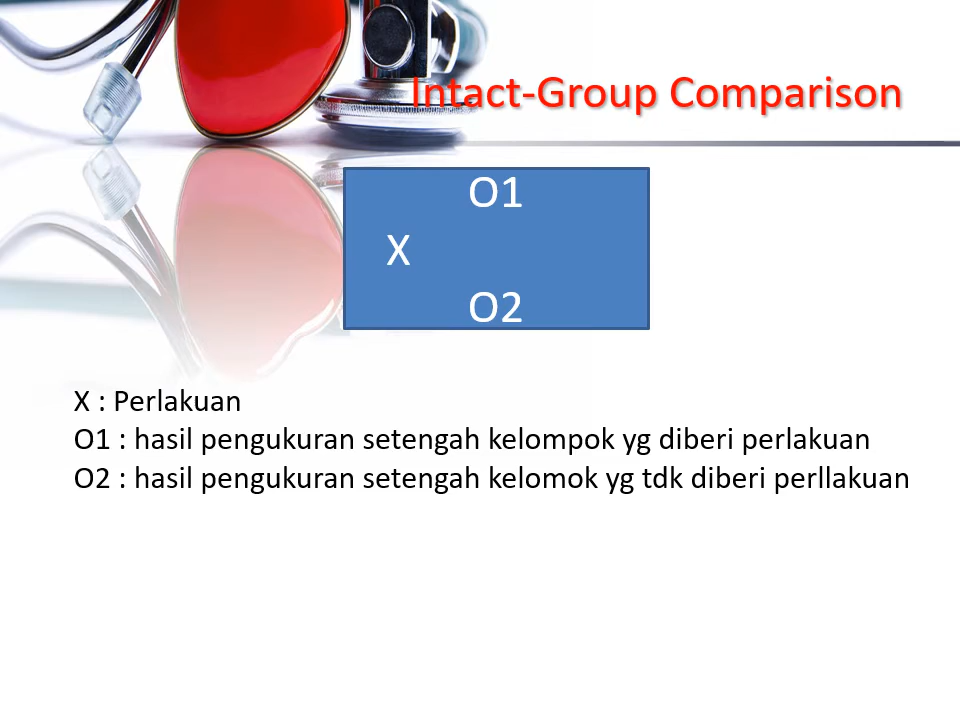 Intact-Group Comparison
O1
X
O2
X : Perlakuan
O1 : hasil pengukuran setengah kelompok yg diberi perlakuan
O2 : hasil pengukuran setengah kelomok yg tdk diberi perllakuan